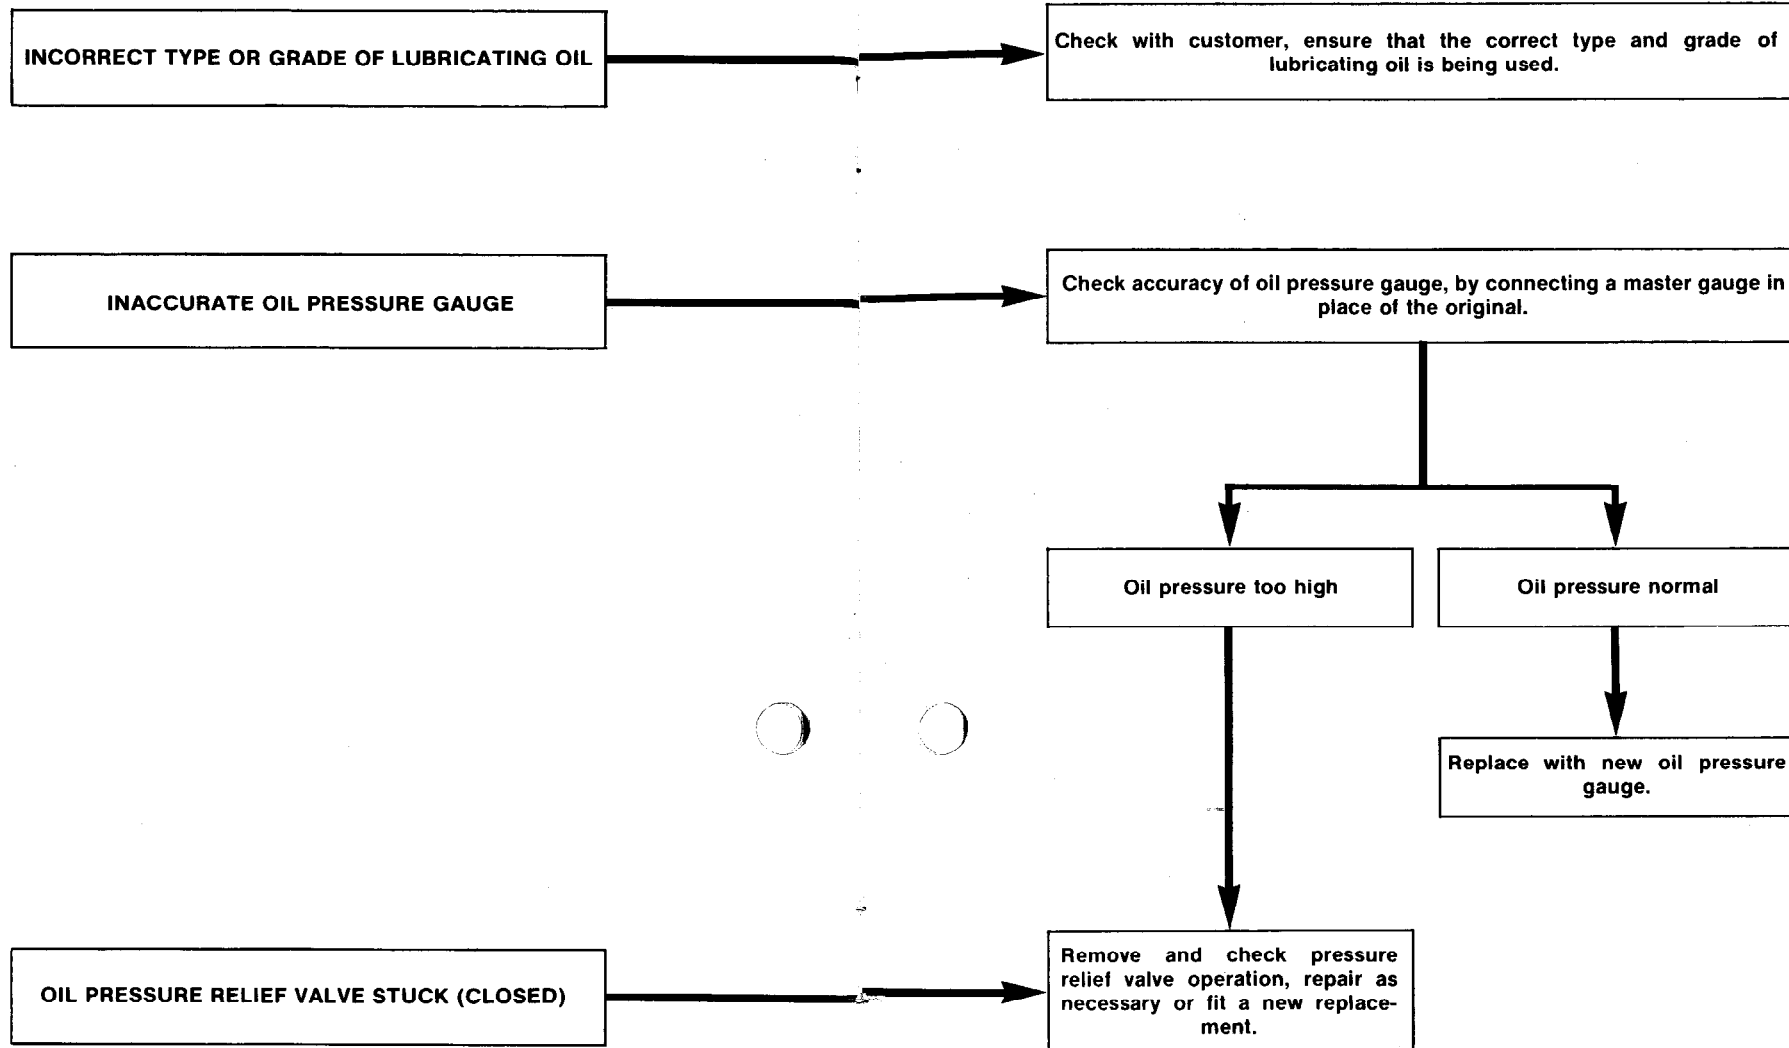 INCORRECT TYPE OR GRADE OF LUBRICATING OIL
Check with customer, ensure that the correct type and grade of
lubricating oil is being used.
INACCURATE OIL PRESSURE GAUGE
Check accuracy of oil pressure gauge, by connecting a master gauge in
place of the original.
Oil pressure too high
Oil pressure normal
Replace with new oil pressure
gauge.
OIL PRESSURE RELIEF VALVE STUCK (CLOSED)
Remove and check pressure
relief valve operation, repair as
necessary or fit a new replace-
ment.